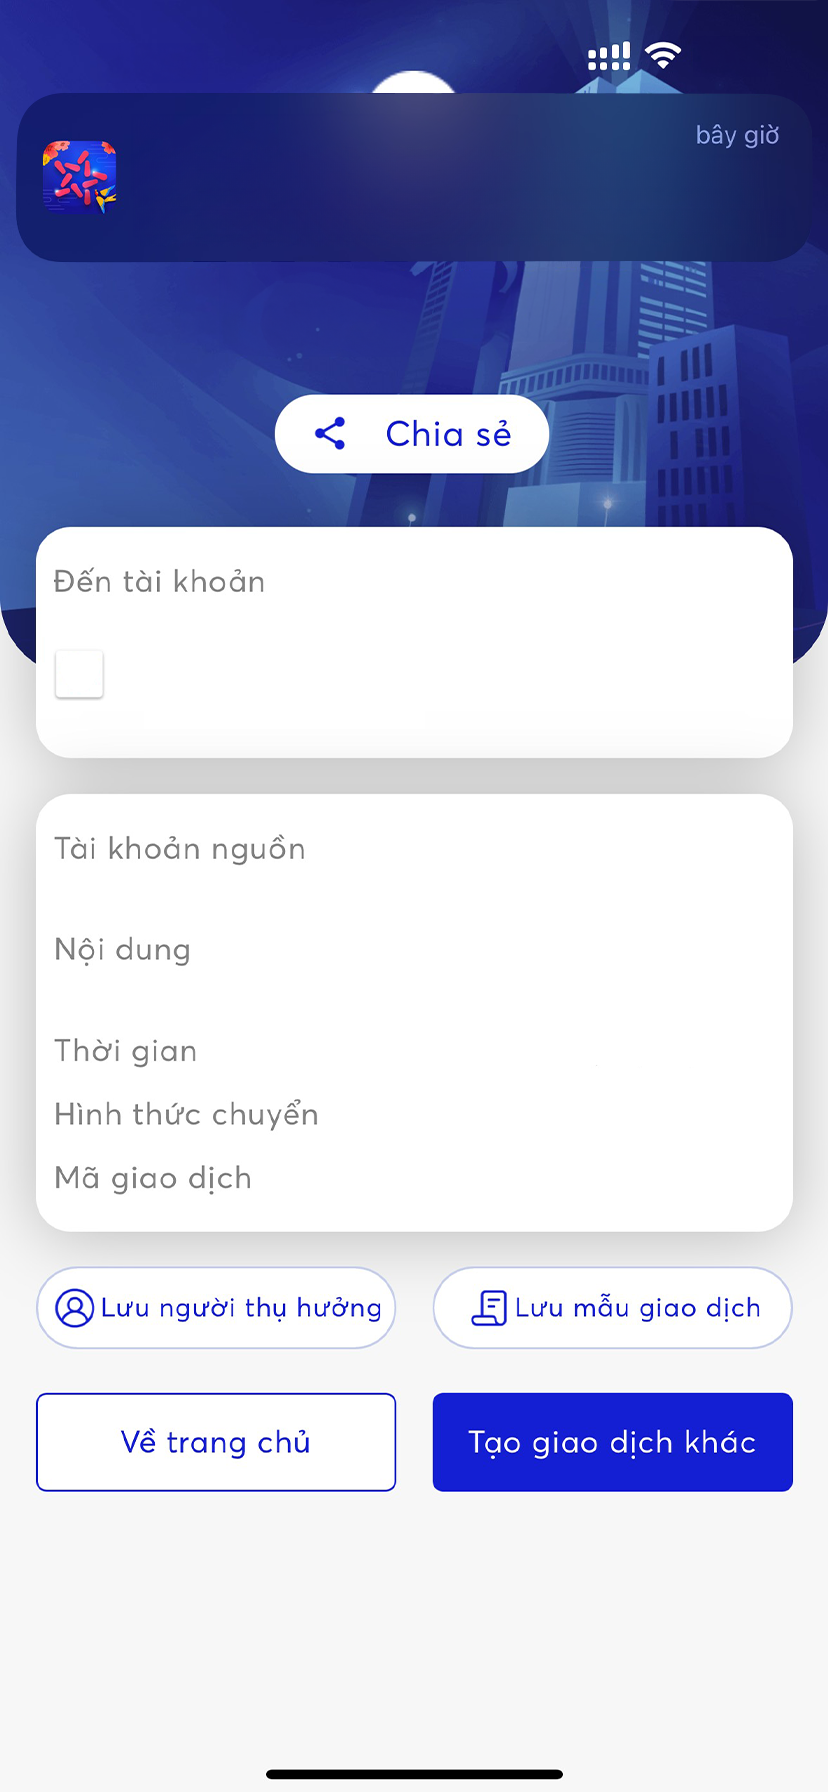 bây giờ
Chia sẻ
Đến tài khoản
Tài khoản nguồn
Nội dung
Thời gian
Hình thức chuyển
Mã giao dịch
Lưu người thụ hưởng
Lưu mẫu giao dịch
Về trang chủ
Tạo giao dịch khác